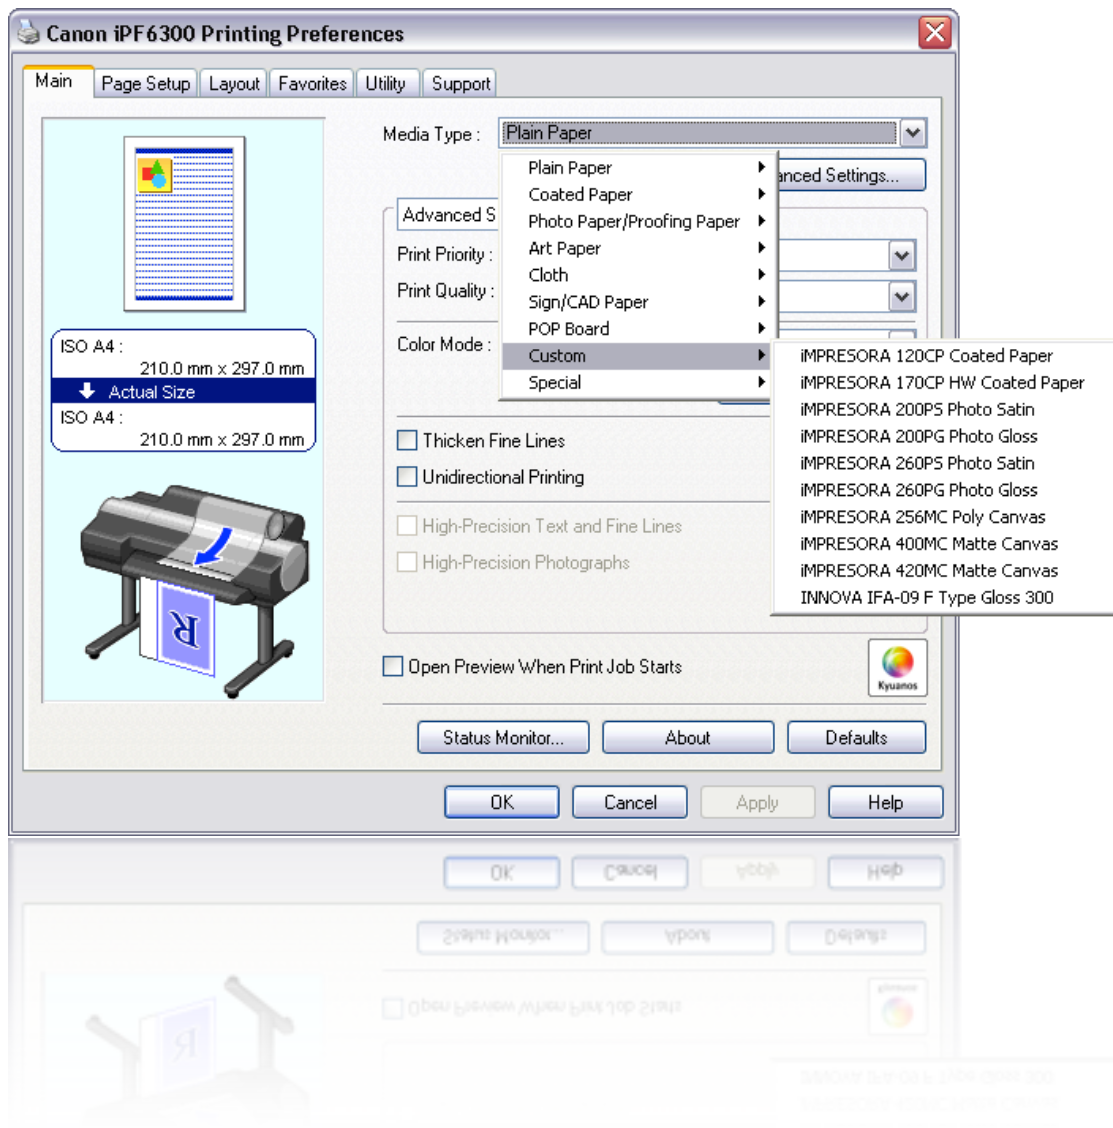 Canon iPF6300 Printing Preferences
Main Page Setup Layout Favorites Utility Support
Media Type : Plain Paper
Plain Paper
Coated Paper
Photo Paper/Proofing Paper
Art Paper
Cloth
Sign/CAD Paper
POP Board
Custom
Special
iMPRESORA 120CP Coated Paper
iMPRESORA 170CP HW Coated Paper
iMPRESORA 200PS Photo Satin
iMPRESORA 200PG Photo Gloss
iMPRESORA 260PS Photo Satin
iMPRESORA 260PG Photo Gloss
iMPRESORA 256MC Poly Canvas
iMPRESORA 400MC Matte Canvas
iMPRESORA 420MC Matte Canvas
INNOVA IFA-09 F Type Gloss 300
Settings...
Advanced S
Print Priority :
Print Quality :
Color Mode :
ISO A4 :
210.0 mm x 297.0 mm
Actual Size
ISO A4 :
210.0 mm x 297.0 mm
R
Thicken Fine Lines
Unidirectional Printing
High-Precision Text and Fine Lines
High-Precision Photographs
Open Preview When Print Job Starts
Kyuanos
Status Monitor... About Defaults
OK Cancel Apply Help